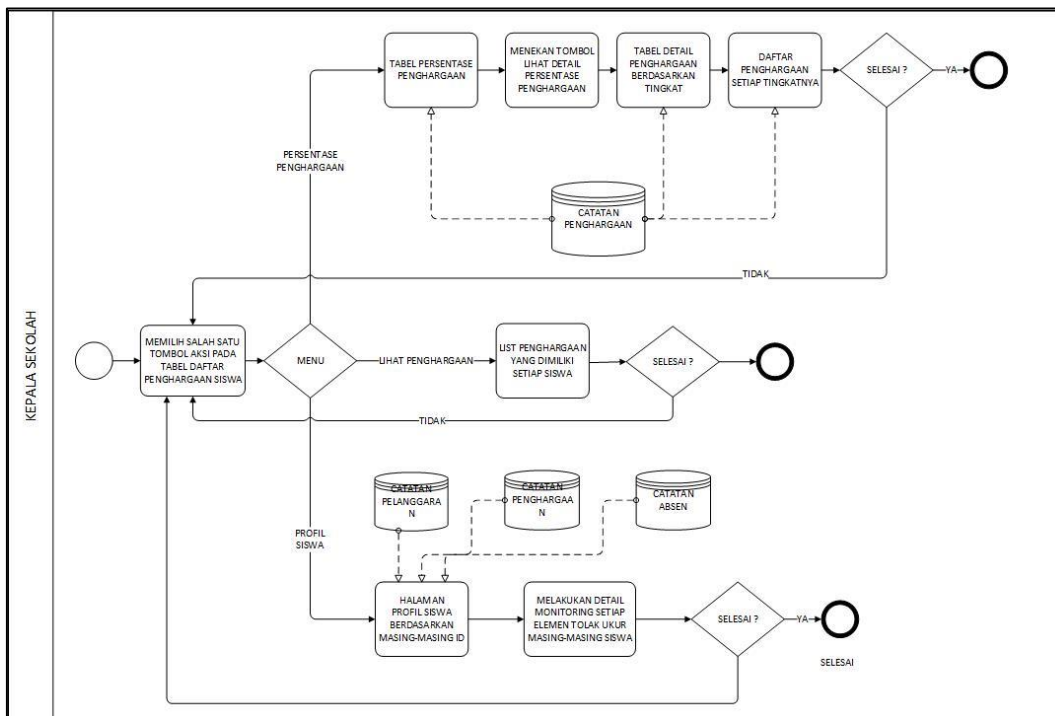 KEPALA SEKOLAH
TABEL PERSENTASE
PENGHARGAAN
MENEKAN TOMBOL
LIHAT DETAIL
PERSENTASE
PENGHARGAAN
TABEL DETAIL
PENGHARGAAN
BERDASARKAN
TINGKAT
DAFTAR
PENGHARGAAN
SETIAP TINGKATNYA
SELESAI ?
YA
PERSENTASE
PENGHARGAAN
CATATAN
PENGHARGAAN
TIDAK
MEMILIH SALAH SATU
TOMBOL AKSI PADA
TABEL DAFTAR
PENGHARGAAN SISWA
MENU
LIHAT PENGHARGAAN
LIST PENGHARGAAN
YANG DIMILIKI
SETIAP SISWA
SELESAI ?
TIDAK
CATATAN
PELANGGARA
N
CATATAN
PENGHARGAA
N
CATATAN
ABSEN
PROFIL
SISWA
HALAMAN
PROFIL SISWA
BERDASARKAN
MASING-MASING ID
MELAKUKAN DETAIL
MONITORING SETIAP
ELEMEN TOLAK UKUR
MASING-MASING SISWA
SELESAI ?
YA
SELESAI